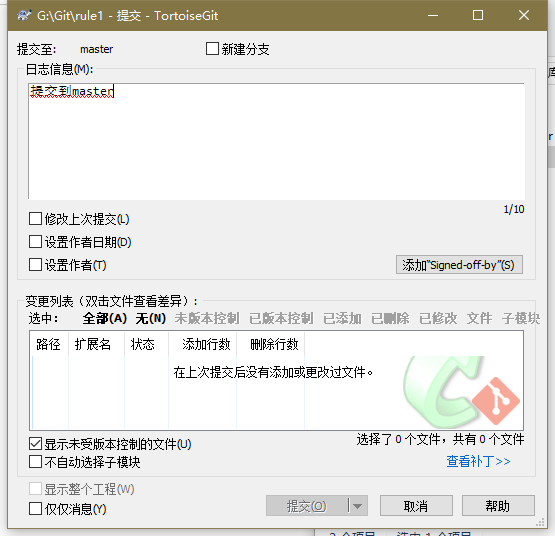 G:\Git\rule1 - 提交 - TortoiseGit
提交至: master 新建分支
日志信息(M):
提交到master
1/10
修改上次提交(L)
设置作者日期(D)
设置作者(T) 添加"Signed-off-by"(S)
变更列表（双击文件查看差异）:
选中: 全部(A) 无(N) 未版本控制 已版本控制 已添加 已删除 已修改 文件 子模块
路径 扩展名 状态 添加行数 删除行数
在上次提交后没有添加或更改过文件。
显示未受版本控制的文件(U) 选择了 0 个文件，共有 0 个文件
不自动选择子模块 查看补丁>>
显示整个工程(W)
仅仅消息(Y) 提交(O) 取消 帮助